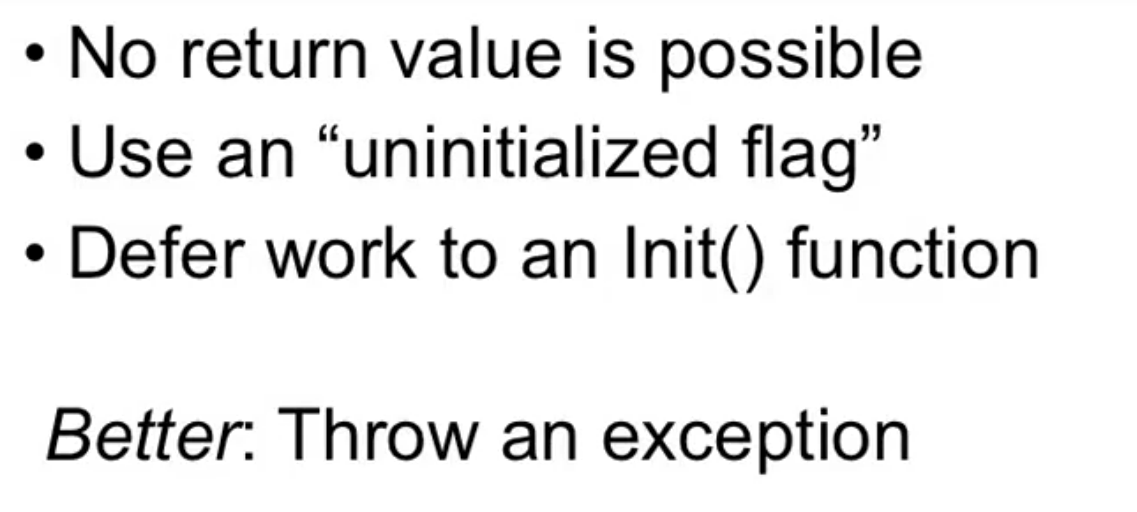 • No return value is possible
• Use an “uninitialized flag”
• Defer work to an Init() function
Better: Throw an exception